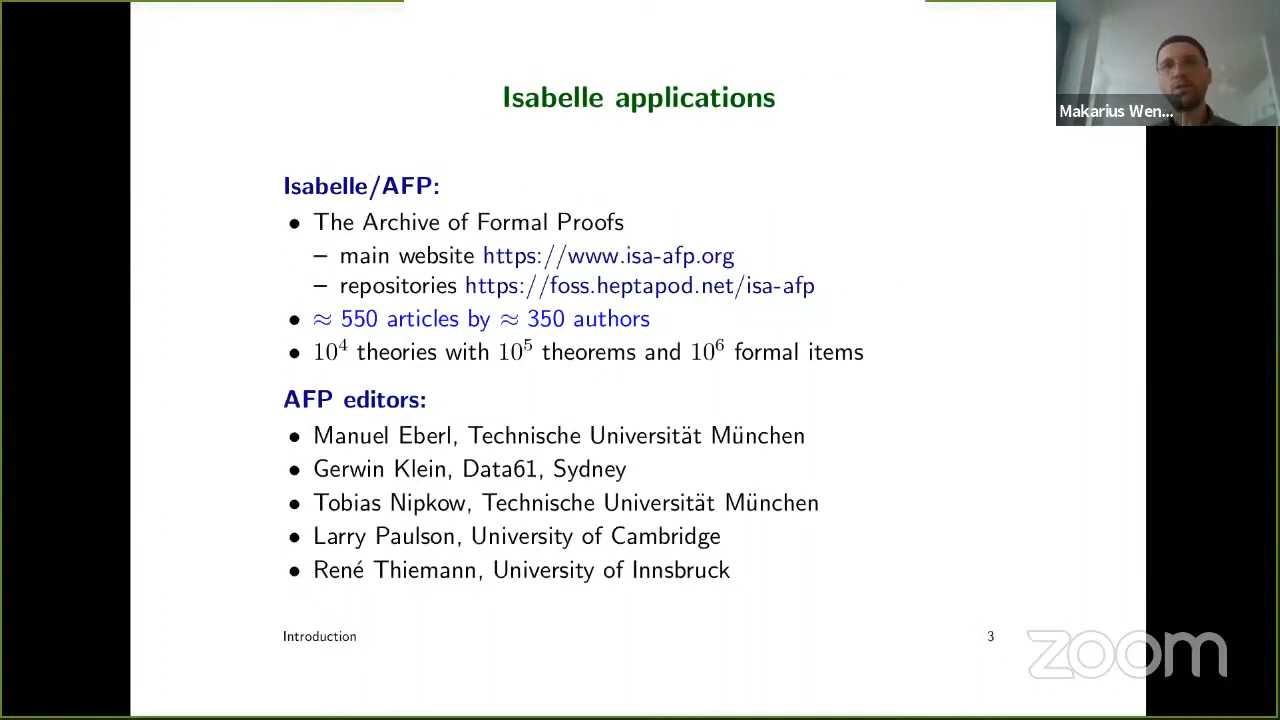 Isabelle applications
Makarius Wen...
Isabelle/AFP:
• The Archive of Formal Proofs
– main website https://www.isa-afp.org
– repositories https://foss.heptapod.net/isa-afp
• ≈ 550 articles by ≈ 350 authors
• 10⁴ theories with 10⁵ theorems and 10⁶ formal items
AFP editors:
• Manuel Eberl, Technische Universität München
• Gerwin Klein, Data61, Sydney
• Tobias Nipkow, Technische Universität München
• Larry Paulson, University of Cambridge
• René Thiemann, University of Innsbruck
Introduction
3
zoom